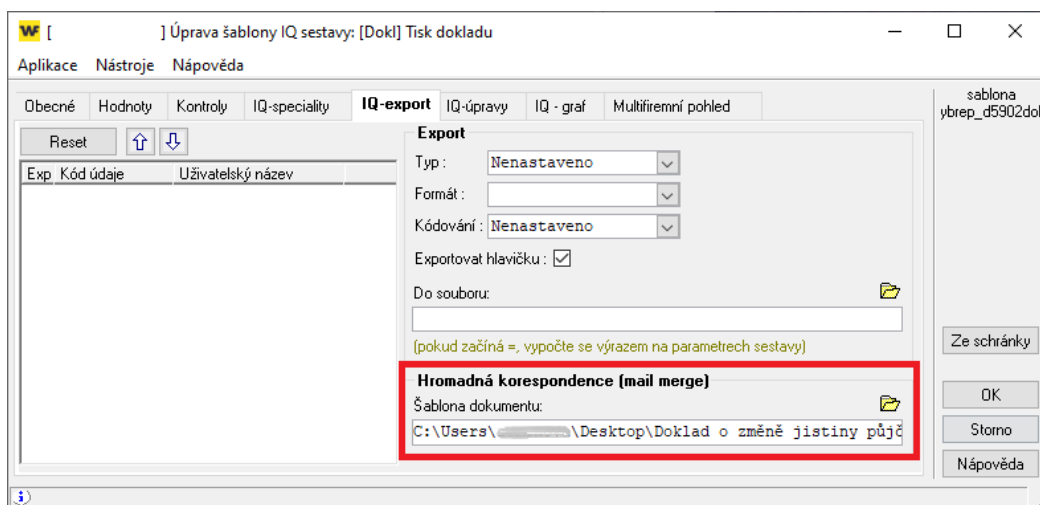 WF [ ] Úprava šablony IQ sestavy: [Dokl] Tisk dokladu
Aplikace Nástroje Nápověda
Obecné Hodnoty Kontroly IQ-speciality IQ-export IQ-úpravy IQ - graf Multifiremní pohled
sablona
ybrep_d5902dok
Reset
Exp Kód údaje Uživatelský název
Export
Typ : Nenastaveno
Formát :
Kódování : Nenastaveno
Exportovat hlavičku :
Do souboru:
(pokud začíná =, vypočte se výrazem na parametrech sestavy)
Hromadná korespondence (mail merge)
Šablona dokumentu:
C:\Users\ \Desktop\Doklad o změně jistiny půjč
Ze schránky
OK
Storno
Nápověda